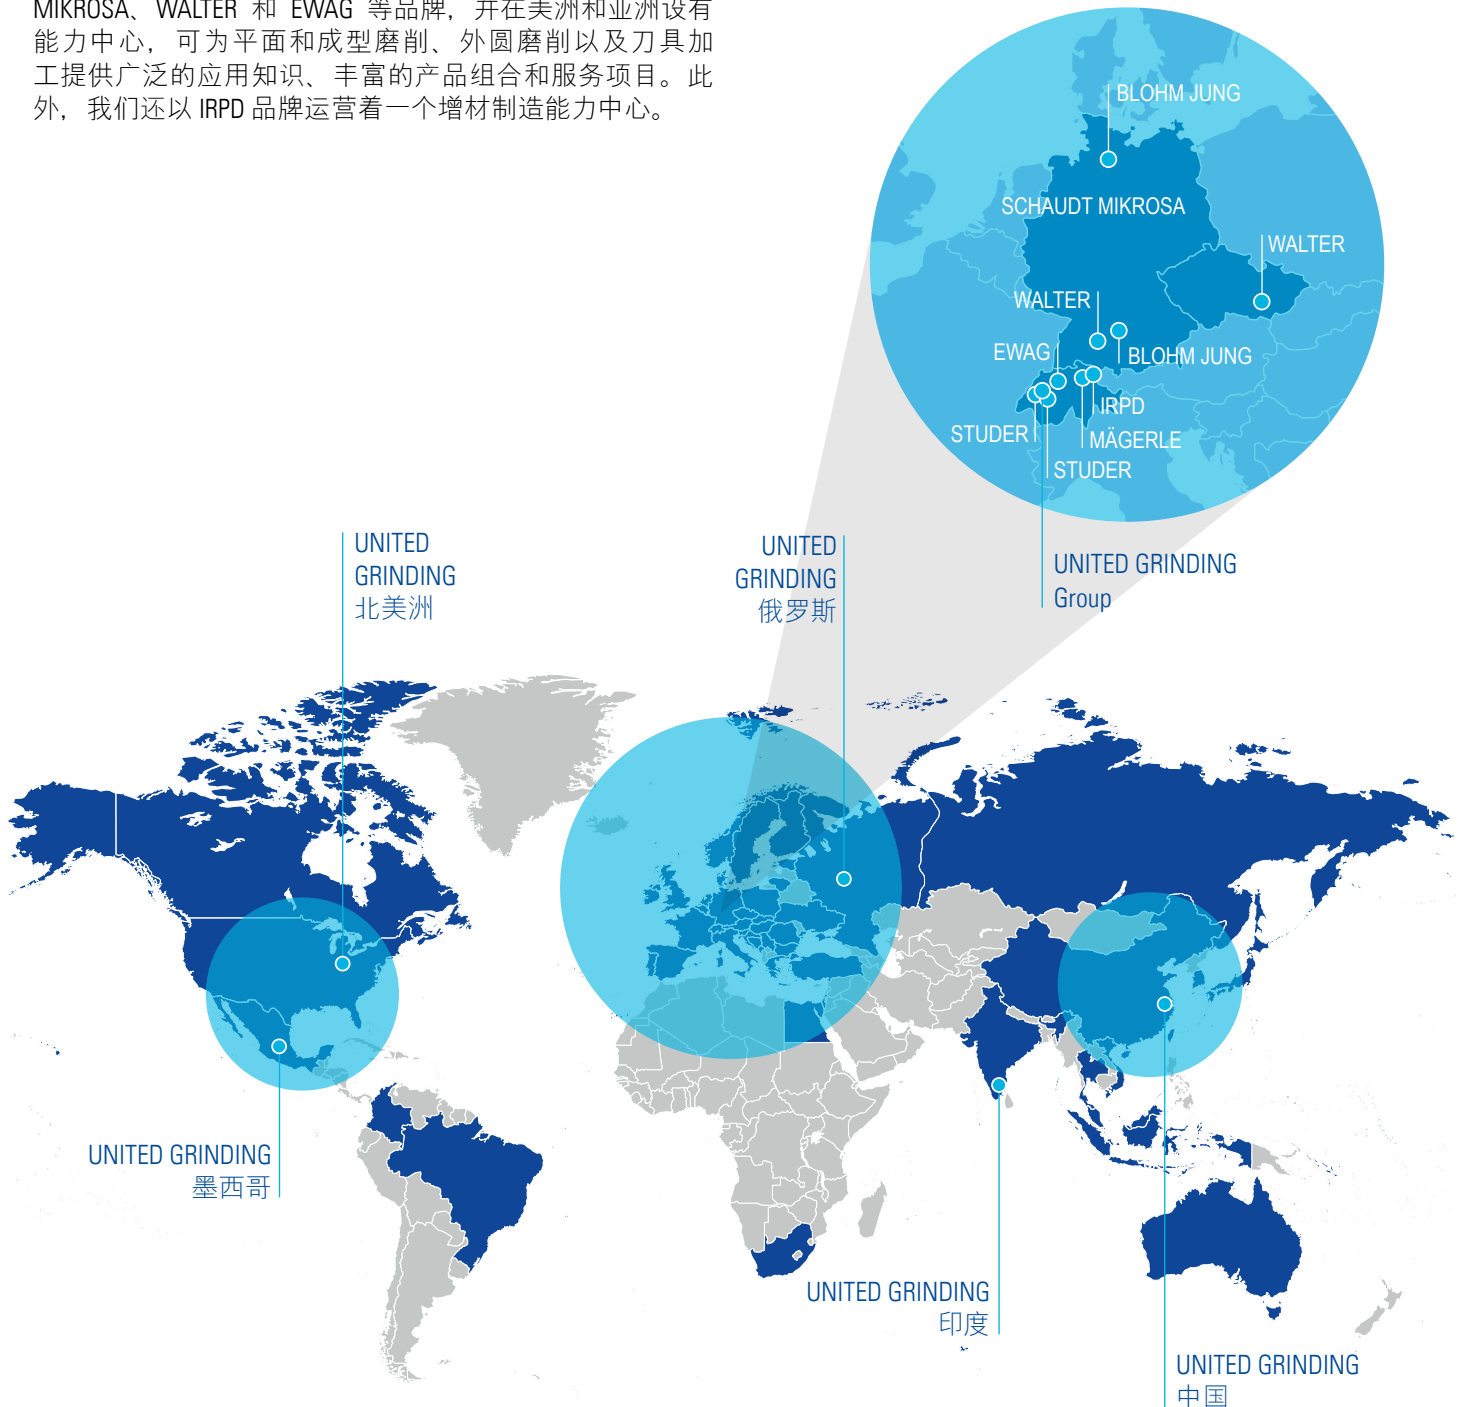 MIKROSA、WALTER 和 EWAG 等品牌，并在美洲和亚洲设有
能力中心，可为平面和成型磨削、外圆磨削以及刀具加
工提供广泛的应用知识、丰富的产品组合和服务项目。此
外，我们还以 IRPD 品牌运营着一个增材制造能力中心。
BLOHM JUNG
SCHAUDT MIKROSA
WALTER
WALTER
EWAG
BLOHM JUNG
IRPD
STUDER
MÄGERLE
STUDER
UNITED GRINDING
Group
UNITED
GRINDING
北美洲
UNITED
GRINDING
俄罗斯
UNITED GRINDING
墨西哥
UNITED GRINDING
印度
UNITED GRINDING
中国